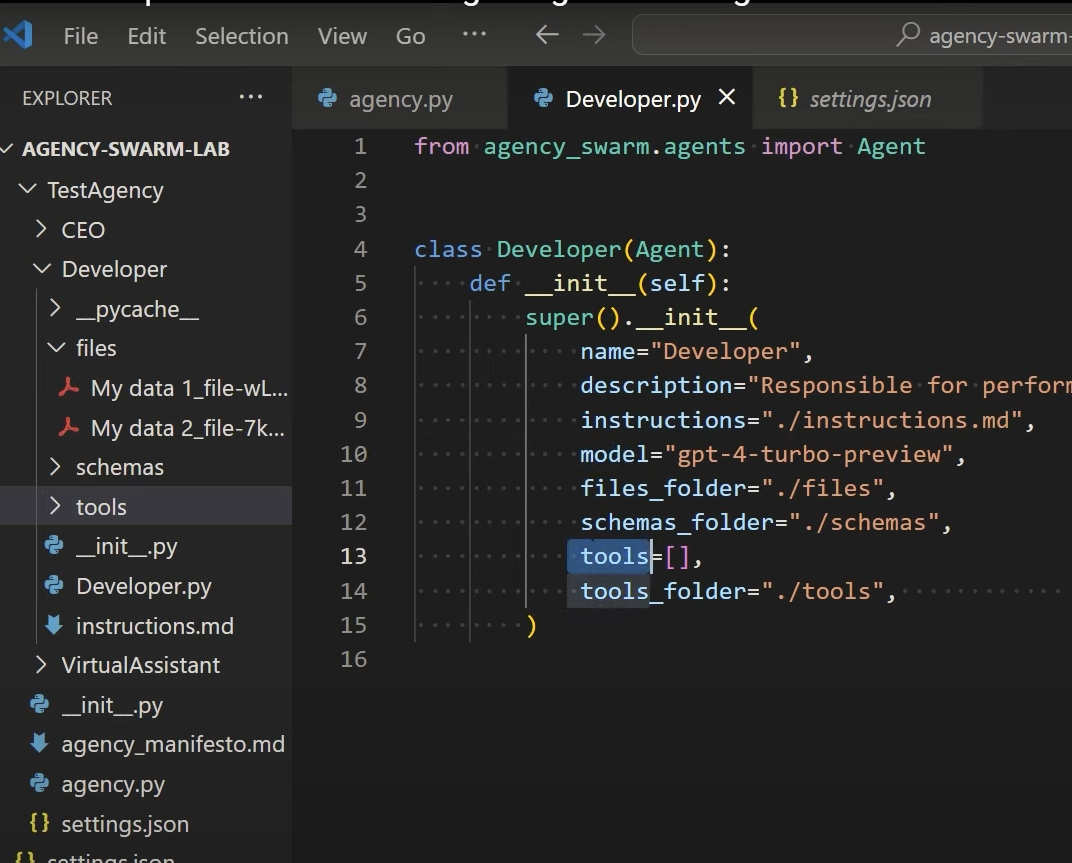 File Edit Selection View Go ··· ← → agency-swarm-
EXPLORER ···
agency.py Developer.py × {} settings.json
AGENCY-SWARM-LAB
TestAgency
CEO
Developer
__pycache__
files
My data 1_file-wL...
My data 2_file-7k...
schemas
tools
__init__.py
Developer.py
instructions.md
VirtualAssistant
__init__.py
agency_manifesto.md
agency.py
{} settings.json
{} settings.json
1 from agency_swarm.agents import Agent
2
3
4 class Developer(Agent):
5     def __init__(self):
6         super().__init__(
7             name="Developer",
8             description="Responsible for perform
9             instructions="./instructions.md",
10             model="gpt-4-turbo-preview",
11             files_folder="./files",
12             schemas_folder="./schemas",
13             tools=[],
14             tools_folder="./tools",
15         )
16